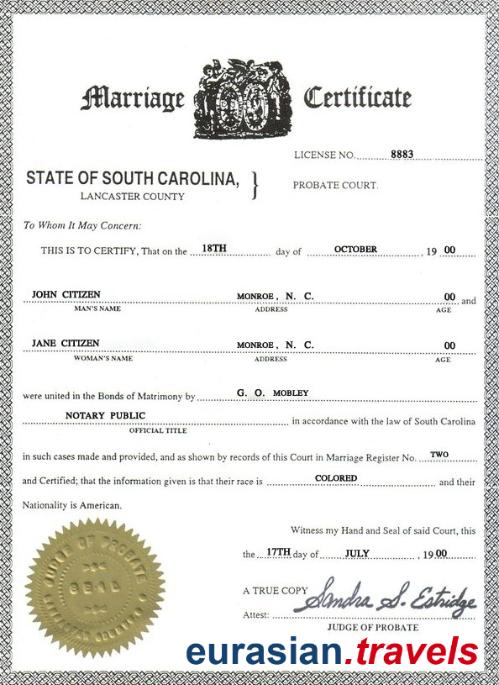 Marriage Certificate
LICENSE NO. 8883
STATE OF SOUTH CAROLINA, }
LANCASTER COUNTY
PROBATE COURT.
To Whom It May Concern:
THIS IS TO CERTIFY, That on the 18TH day of OCTOBER , 19 00
JOHN CITIZEN MONROE, N. C. 00 and
MAN'S NAME ADDRESS AGE
JANE CITIZEN MONROE, N. C. 00
WOMAN'S NAME ADDRESS AGE
were united in the Bonds of Matrimony by G. O. MOBLEY
NOTARY PUBLIC in accordance with the law of South Carolina
OFFICIAL TITLE
in such cases made and provided, and as shown by records of this Court in Marriage Register No. TWO
and Certified; that the information given is that their race is COLORED and their
Nationality is American.
Witness my Hand and Seal of said Court, this
the 17TH day of JULY , 19 00
A TRUE COPY
Sandra S. Estridge
Attest:
JUDGE OF PROBATE
JUDGE OF PROBATE
SEAL
eurasian.travels